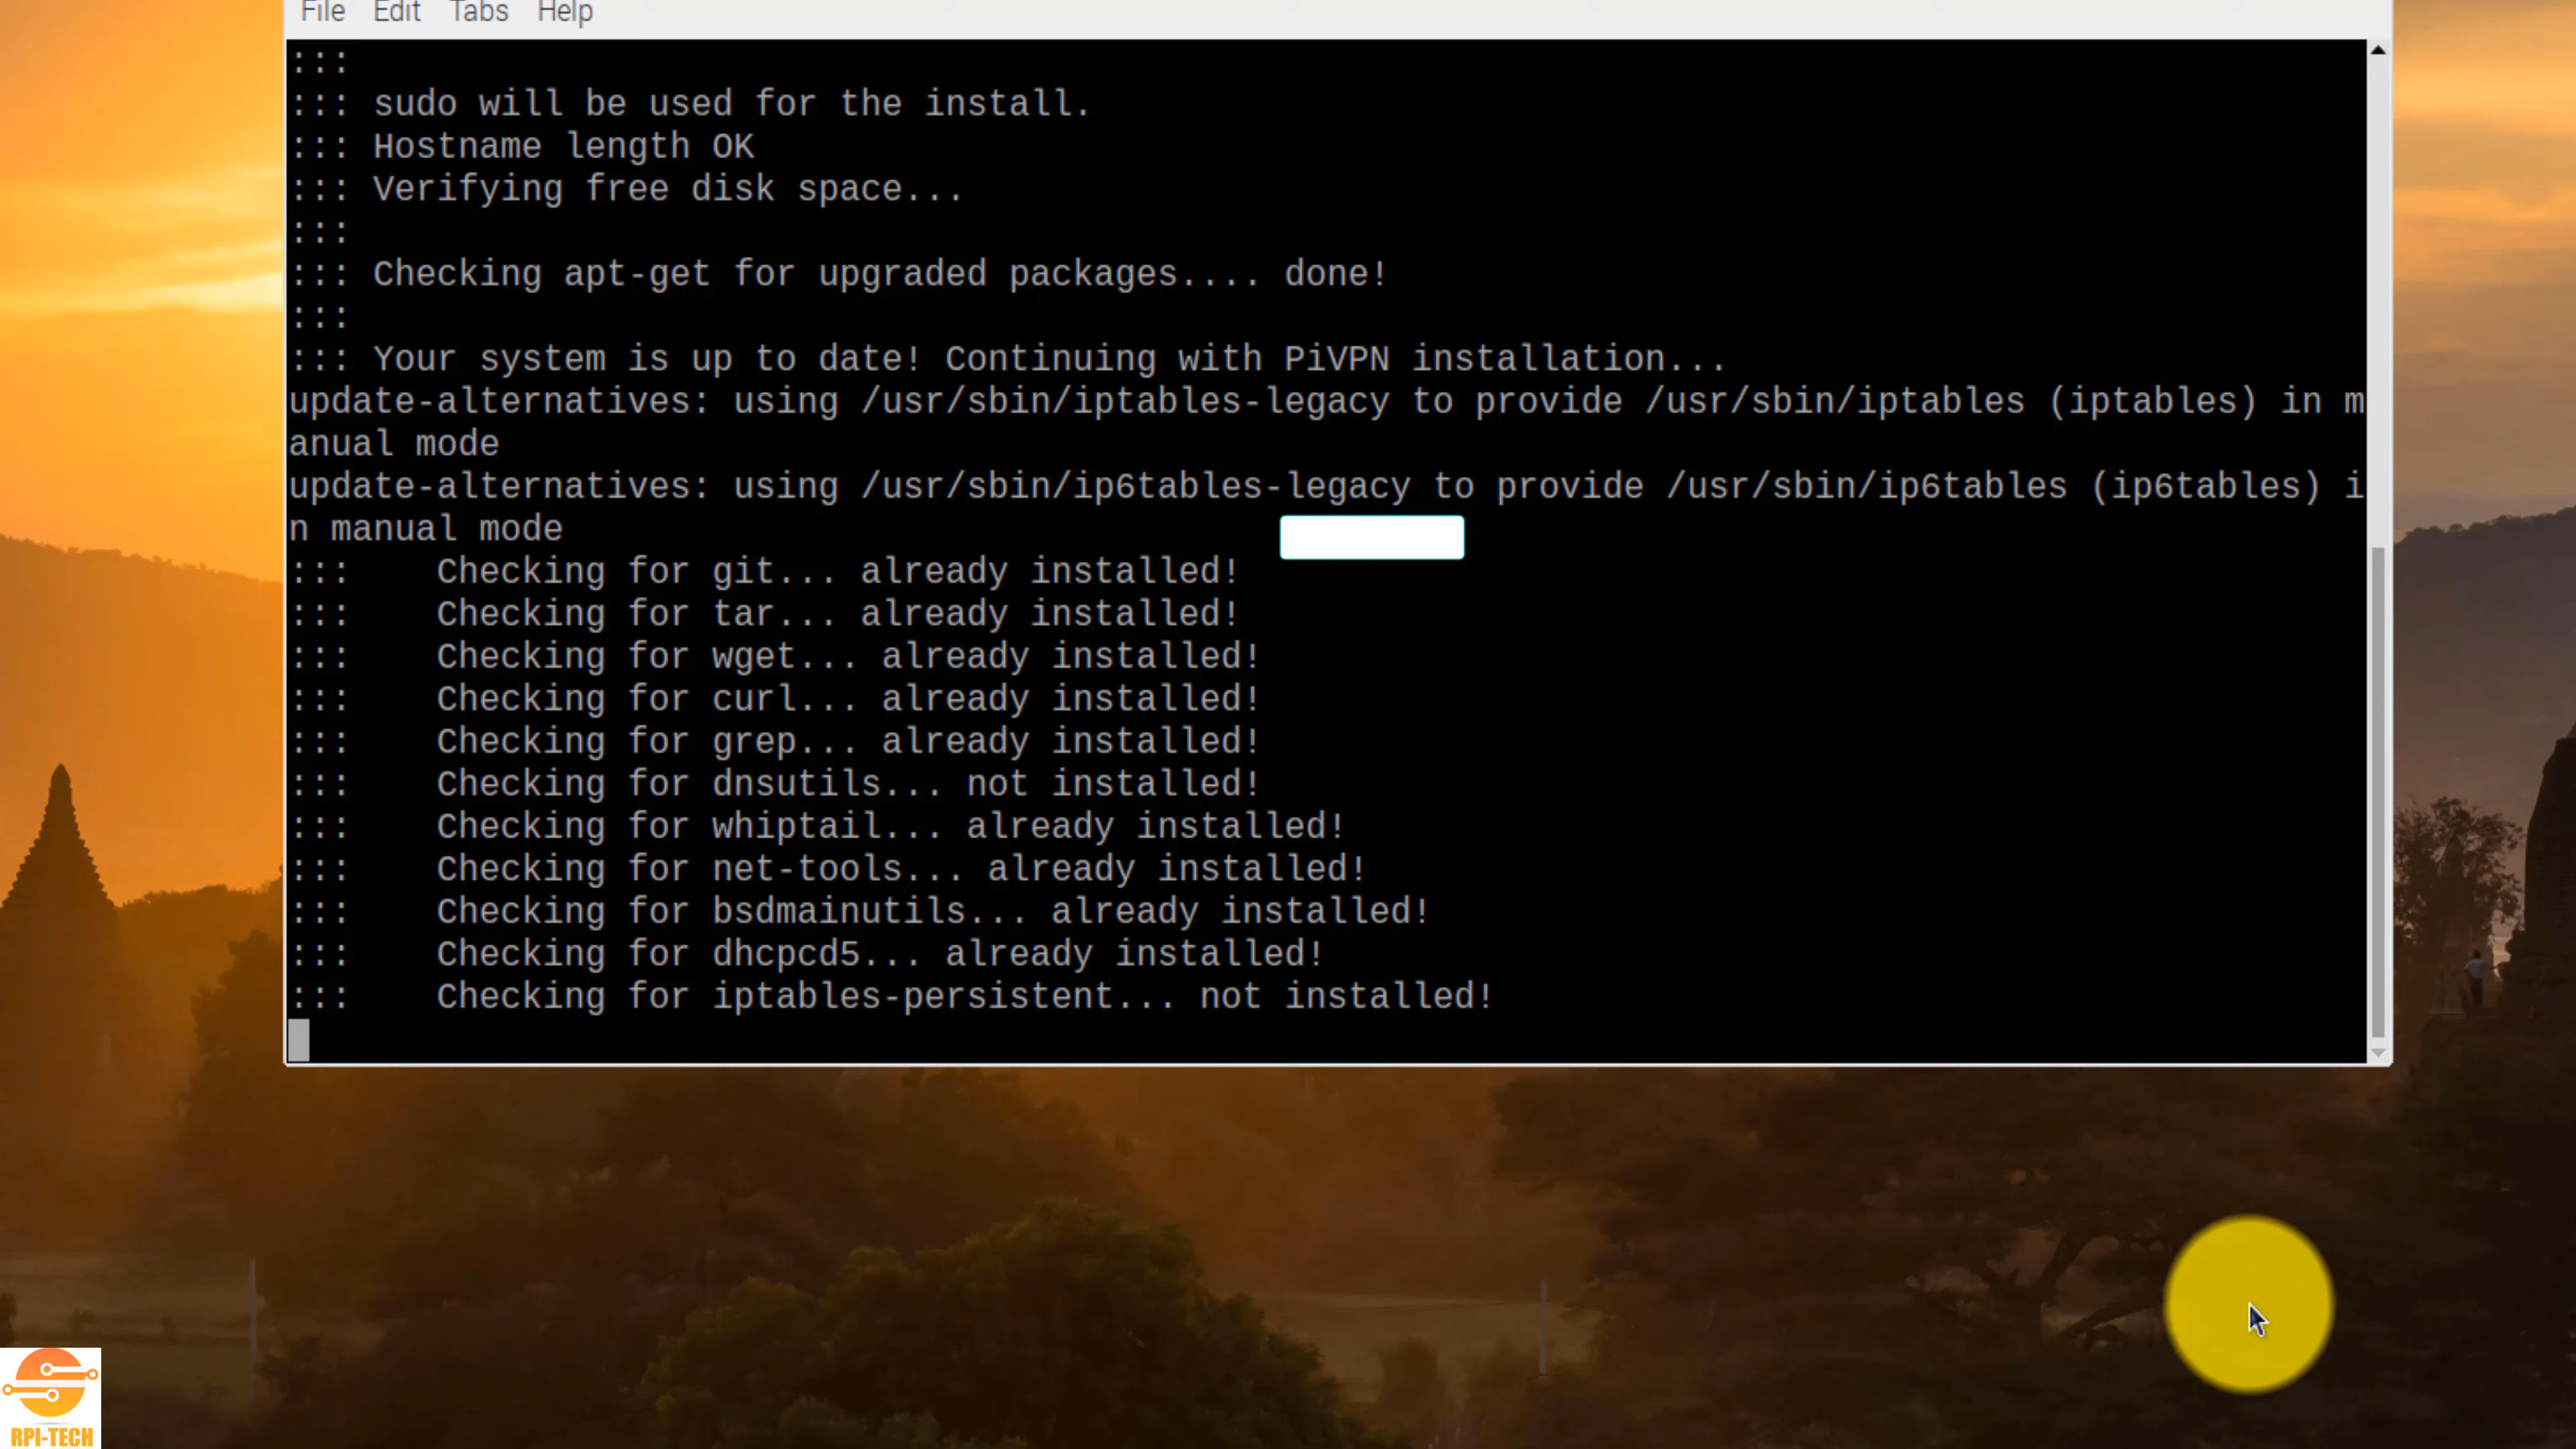 File Edit Tabs Help
:::
::: sudo will be used for the install.
::: Hostname length OK
::: Verifying free disk space...
:::
::: Checking apt-get for upgraded packages.... done!
:::
::: Your system is up to date! Continuing with PiVPN installation...
update-alternatives: using /usr/sbin/iptables-legacy to provide /usr/sbin/iptables (iptables) in m
anual mode
update-alternatives: using /usr/sbin/ip6tables-legacy to provide /usr/sbin/ip6tables (ip6tables) i
n manual mode
:::    Checking for git... already installed!
:::    Checking for tar... already installed!
:::    Checking for wget... already installed!
:::    Checking for curl... already installed!
:::    Checking for grep... already installed!
:::    Checking for dnsutils... not installed!
:::    Checking for whiptail... already installed!
:::    Checking for net-tools... already installed!
:::    Checking for bsdmainutils... already installed!
:::    Checking for dhcpcd5... already installed!
:::    Checking for iptables-persistent... not installed!
RPI-TECH